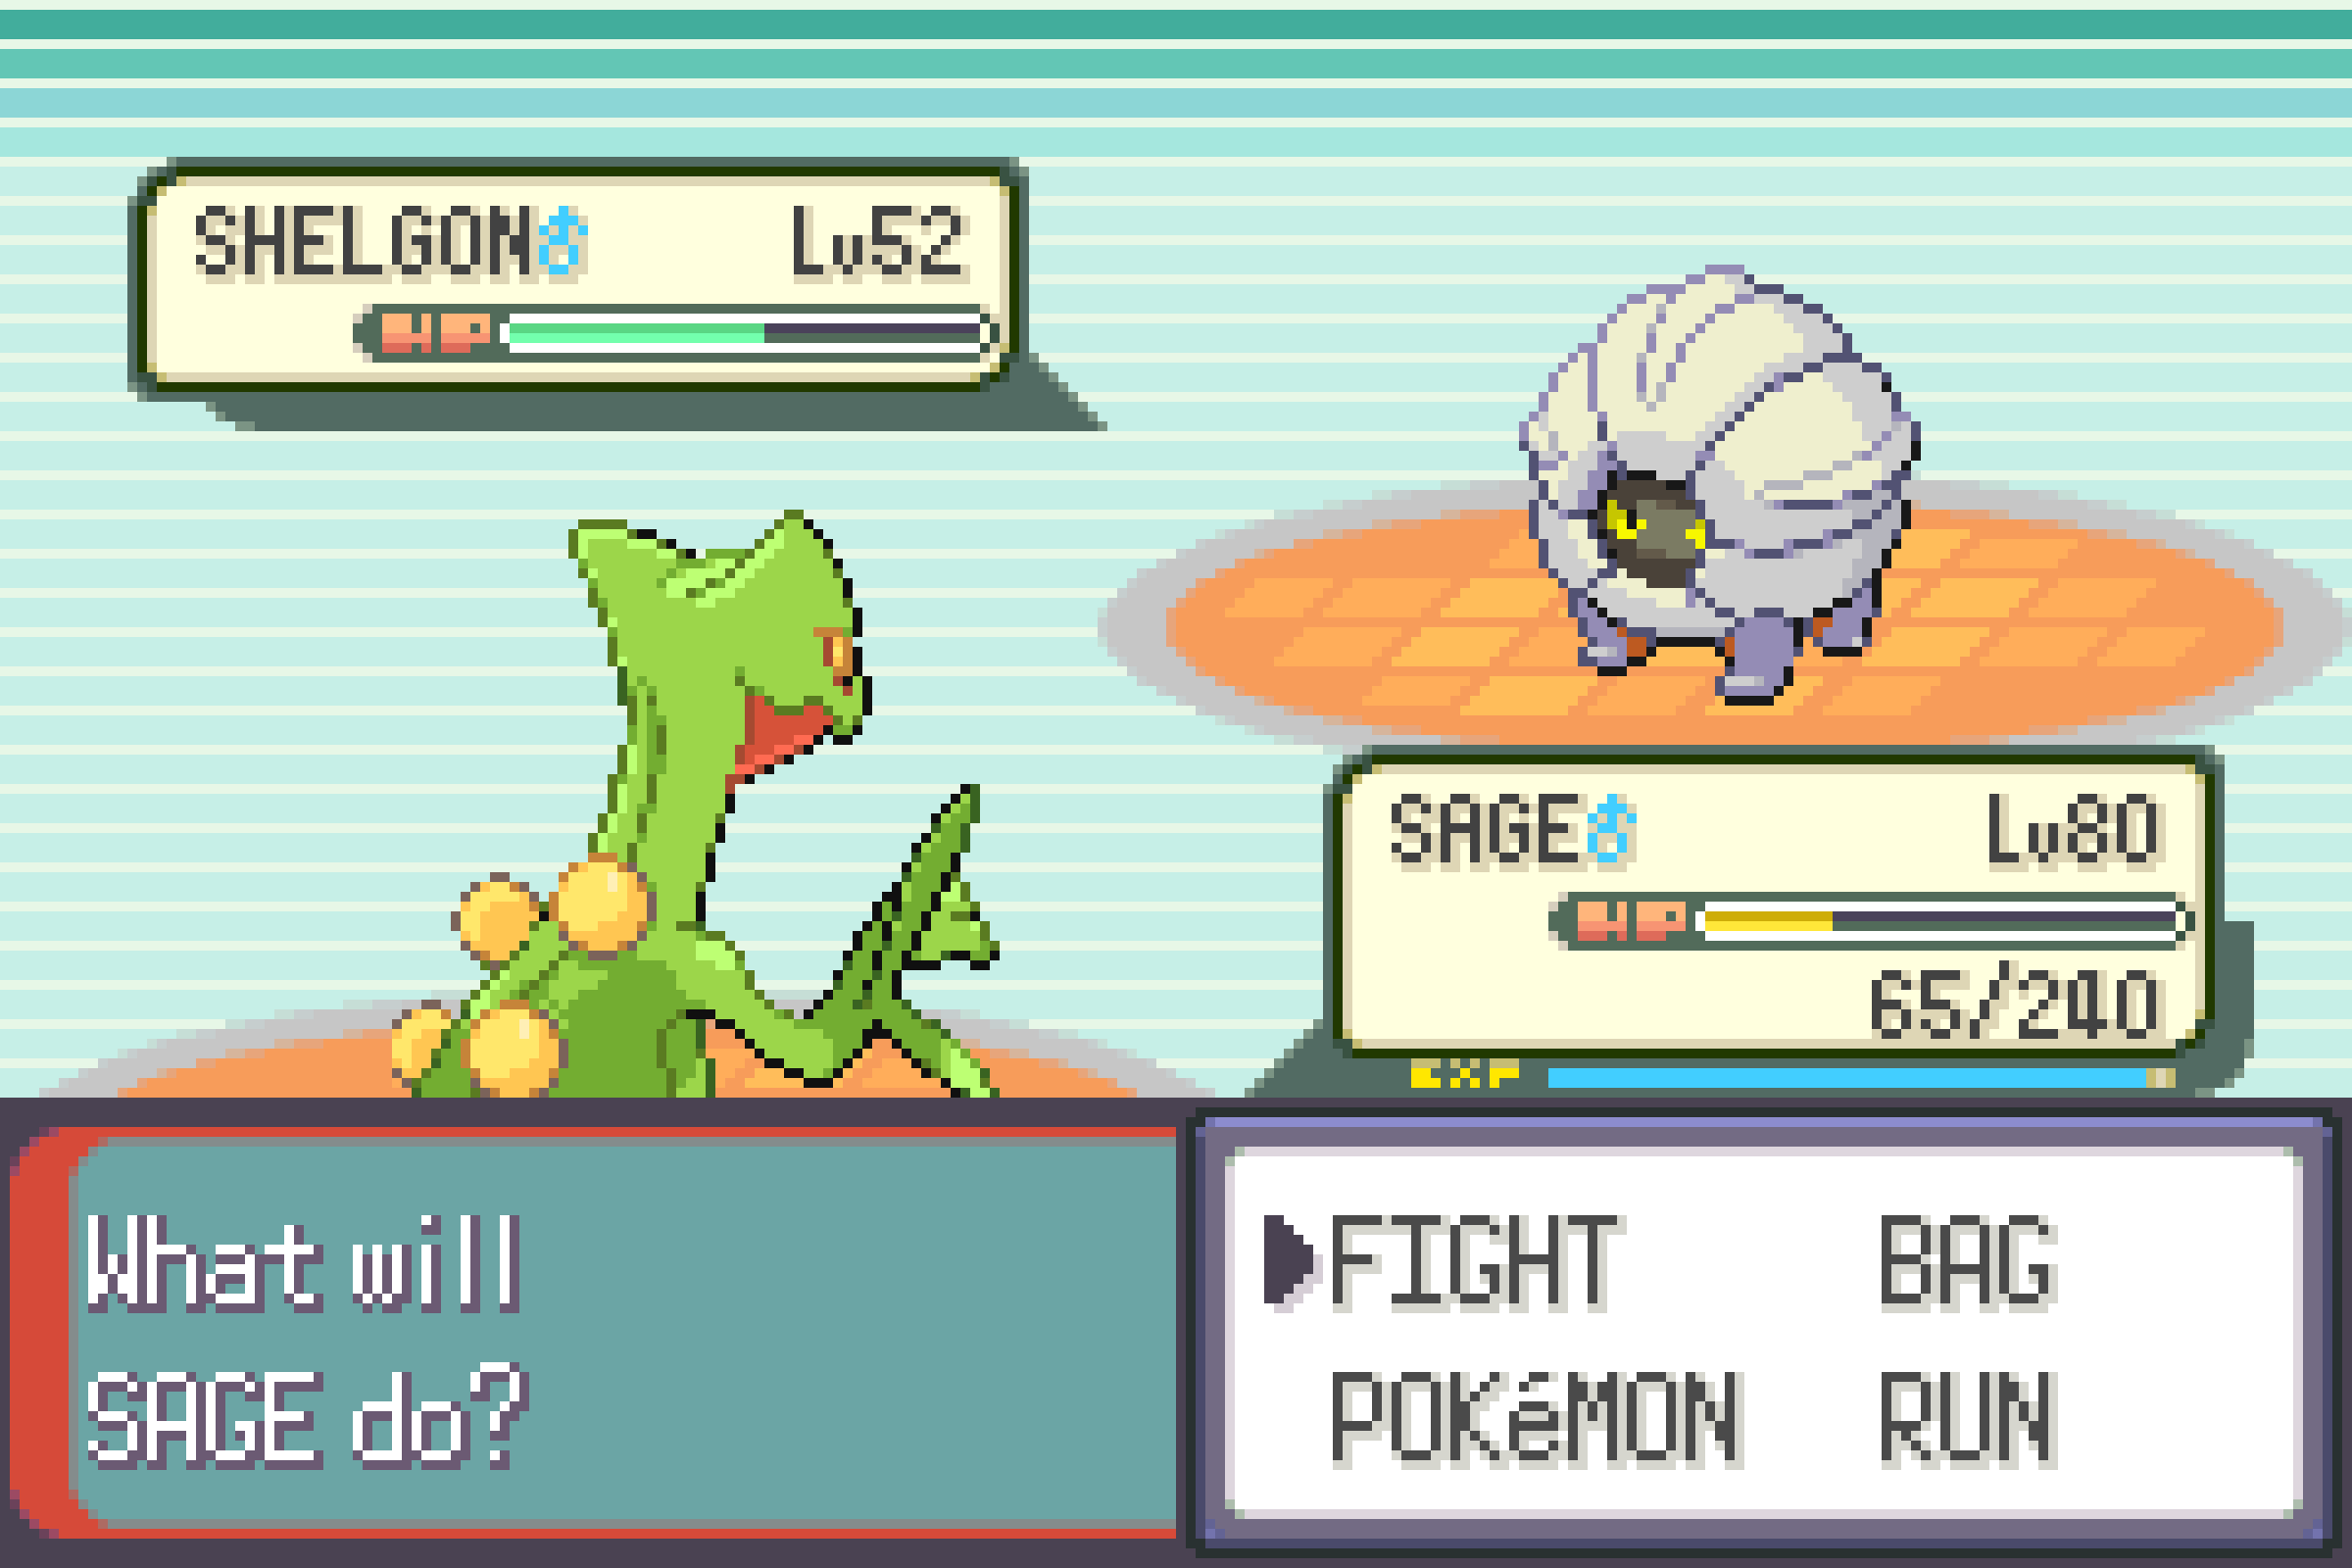 SHELGON♂ Lv52
HP
SAGE♂ Lv80
HP
65/240
EXP
What will
SAGE do?
FIGHT BAG
POKéMON RUN